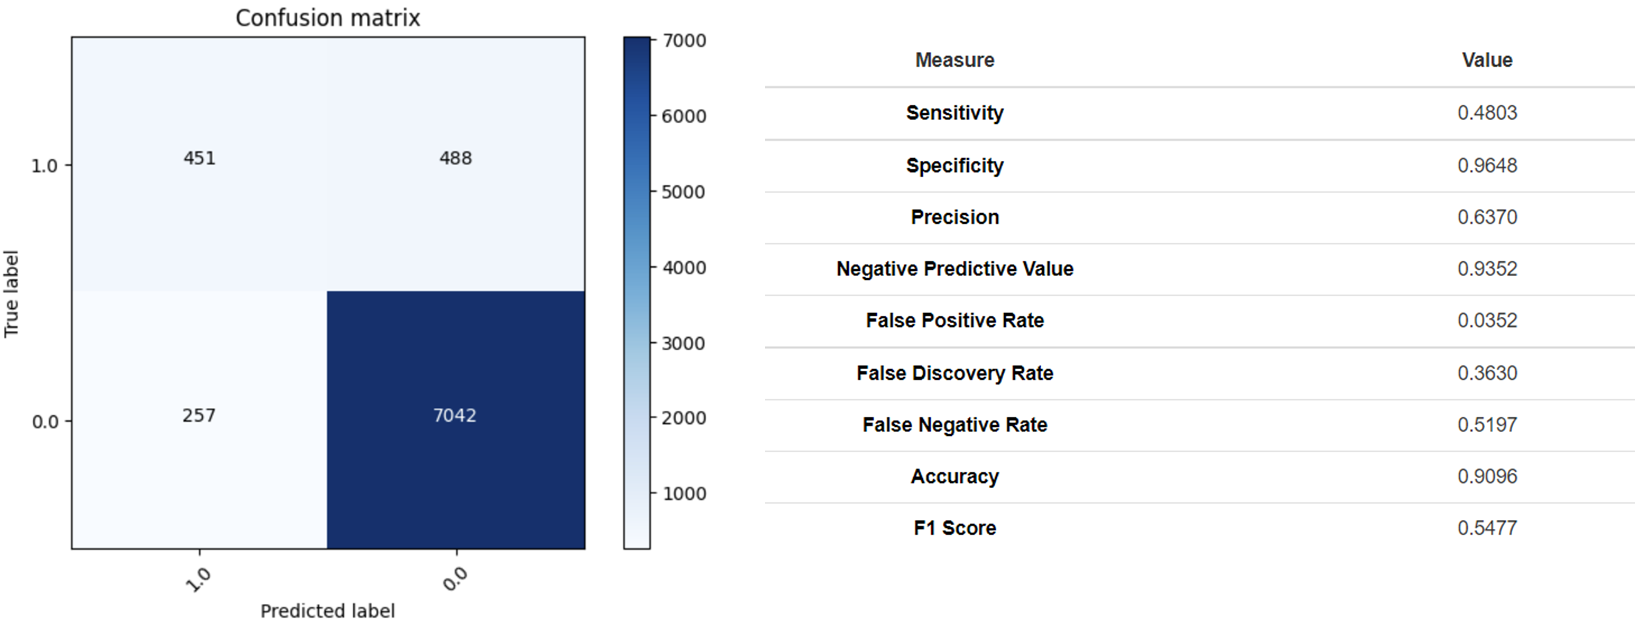 Confusion matrix
True label
1.0
0.0
451 488
257 7042
1.0 0.0
Predicted label
7000
6000
5000
4000
3000
2000
1000
Measure Value
Sensitivity 0.4803
Specificity 0.9648
Precision 0.6370
Negative Predictive Value 0.9352
False Positive Rate 0.0352
False Discovery Rate 0.3630
False Negative Rate 0.5197
Accuracy 0.9096
F1 Score 0.5477